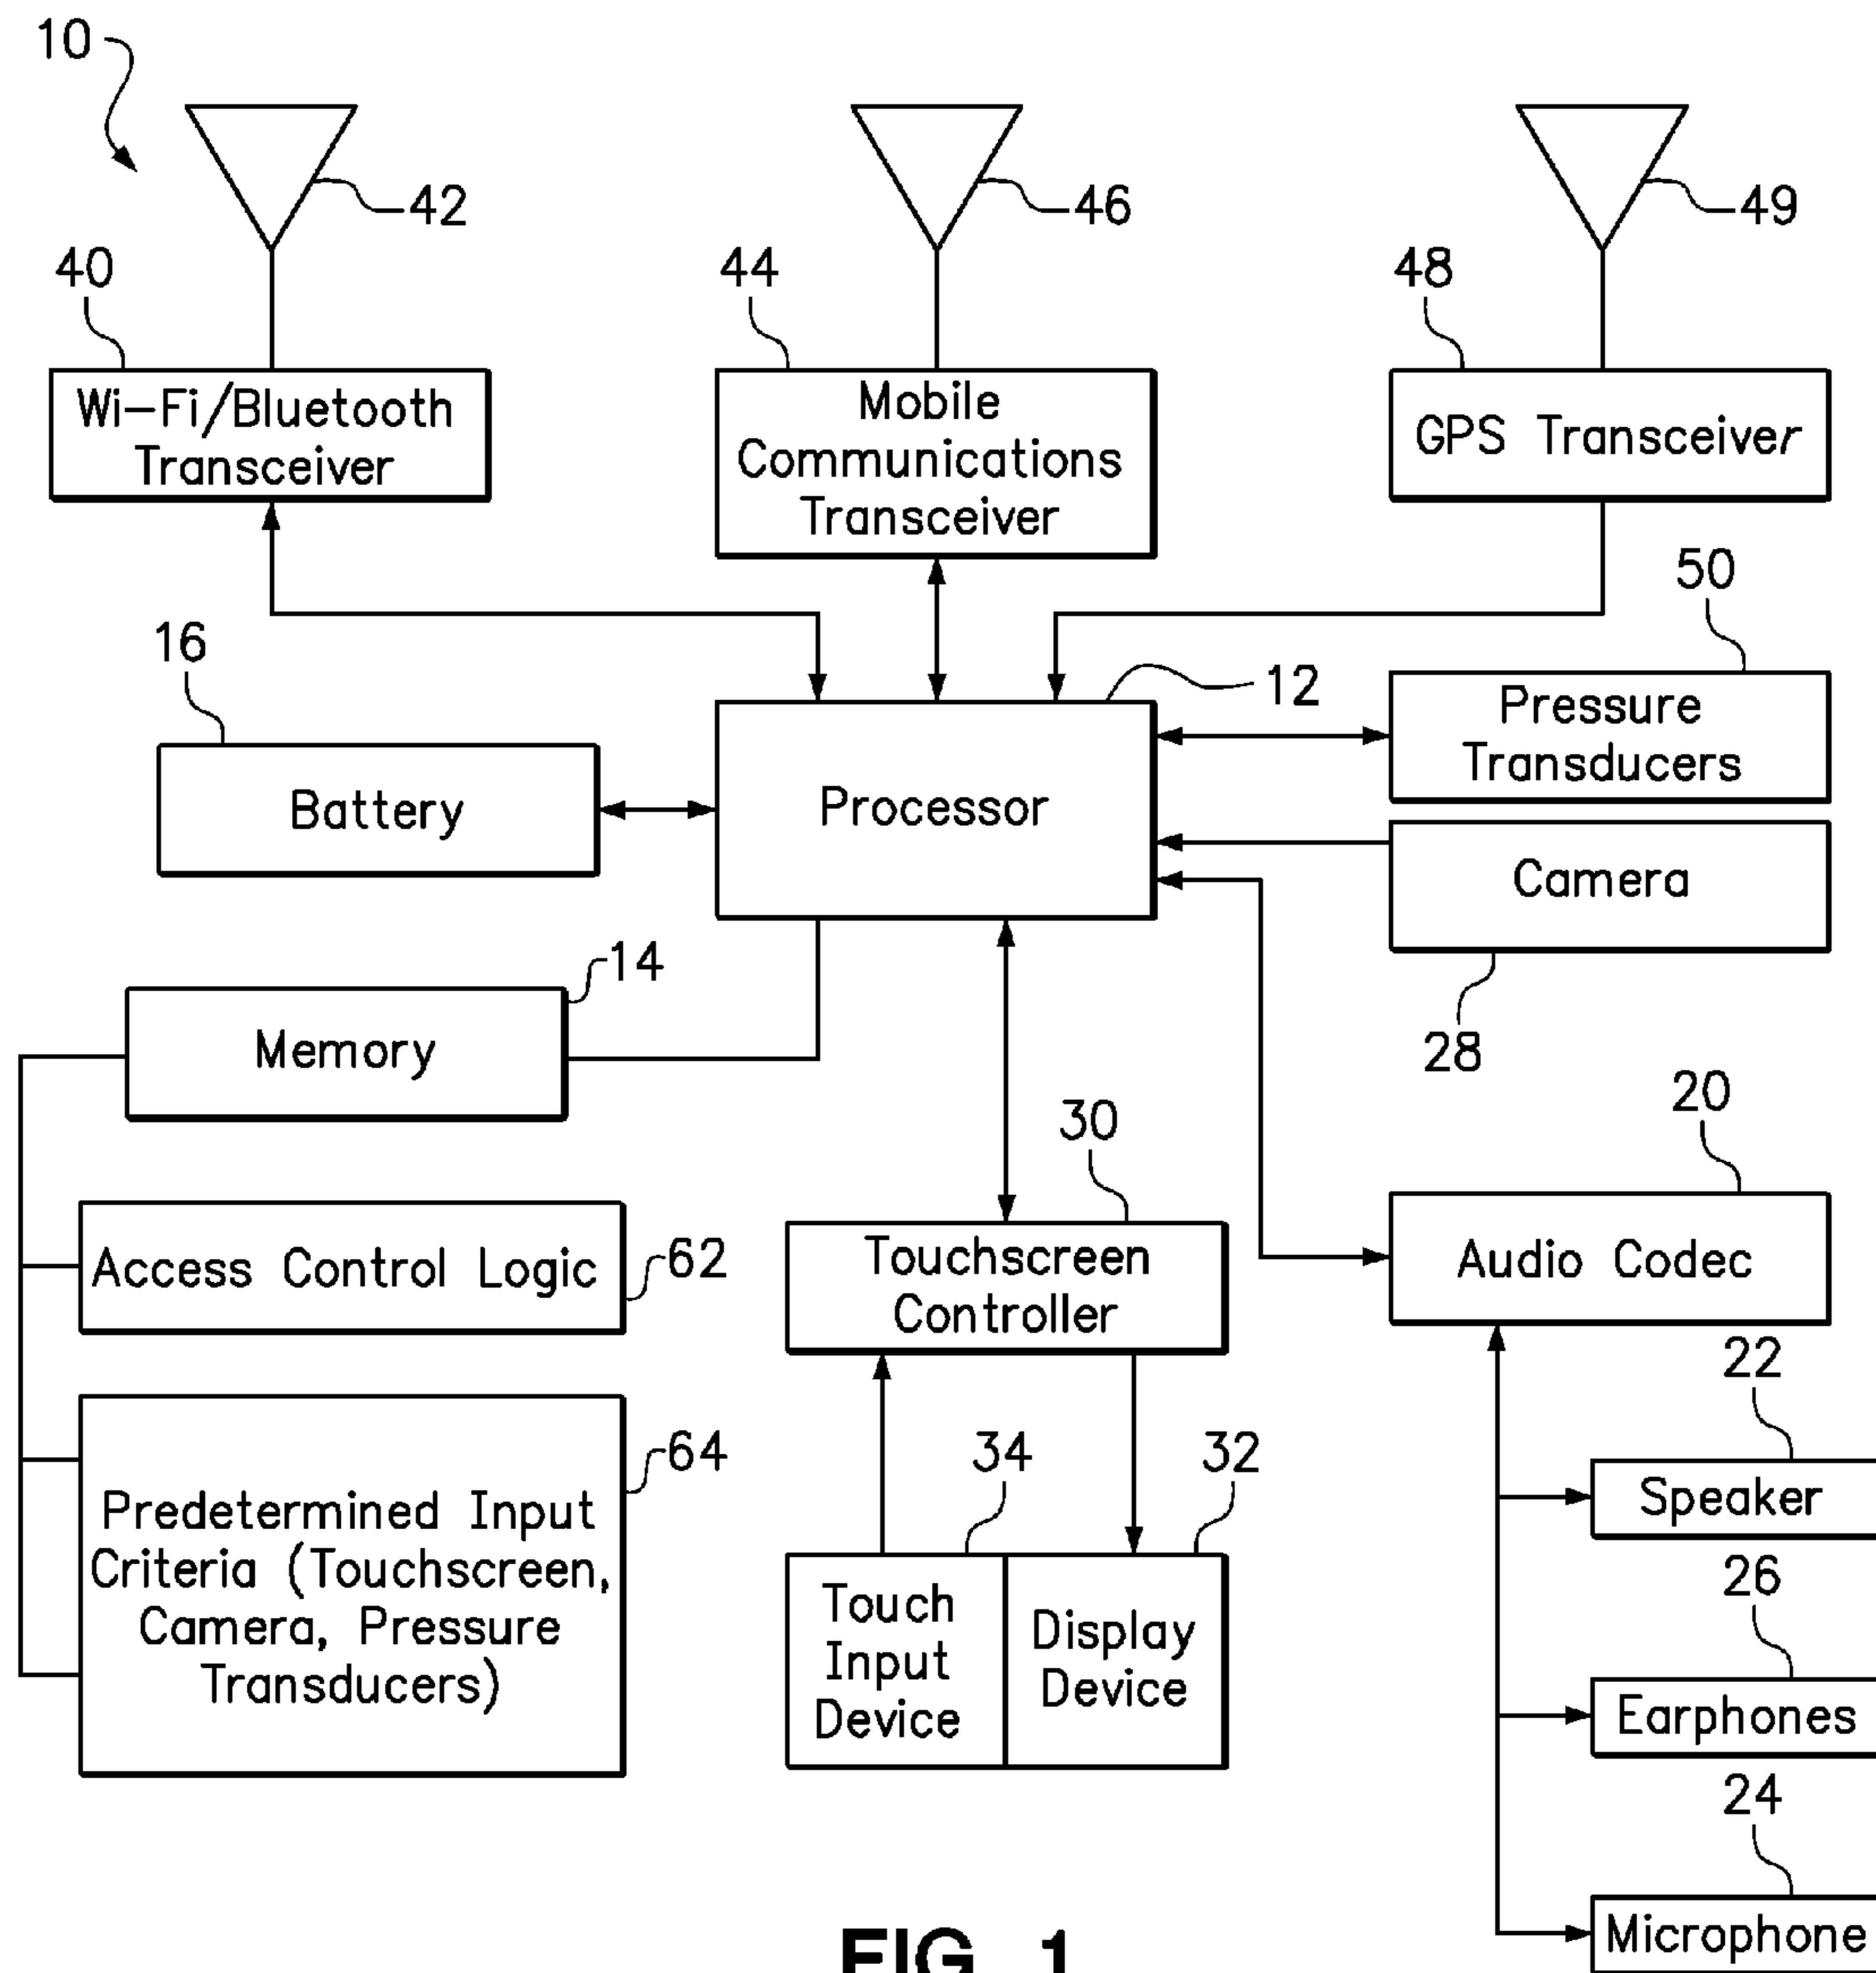 10
42
46
49
40
44
48
Wi-Fi/Bluetooth
Transceiver
Mobile
Communications
Transceiver
GPS Transceiver
50
16
12
Pressure
Transducers
Battery
Processor
Camera
14
Memory
28
30
20
Access Control Logic
62
Touchscreen
Controller
Audio Codec
22
64
34
32
Speaker
Predetermined Input
Criteria (Touchscreen,
Camera, Pressure
Transducers)
Touch
Input
Device
Display
Device
26
Earphones
24
Microphone
FIG. 1